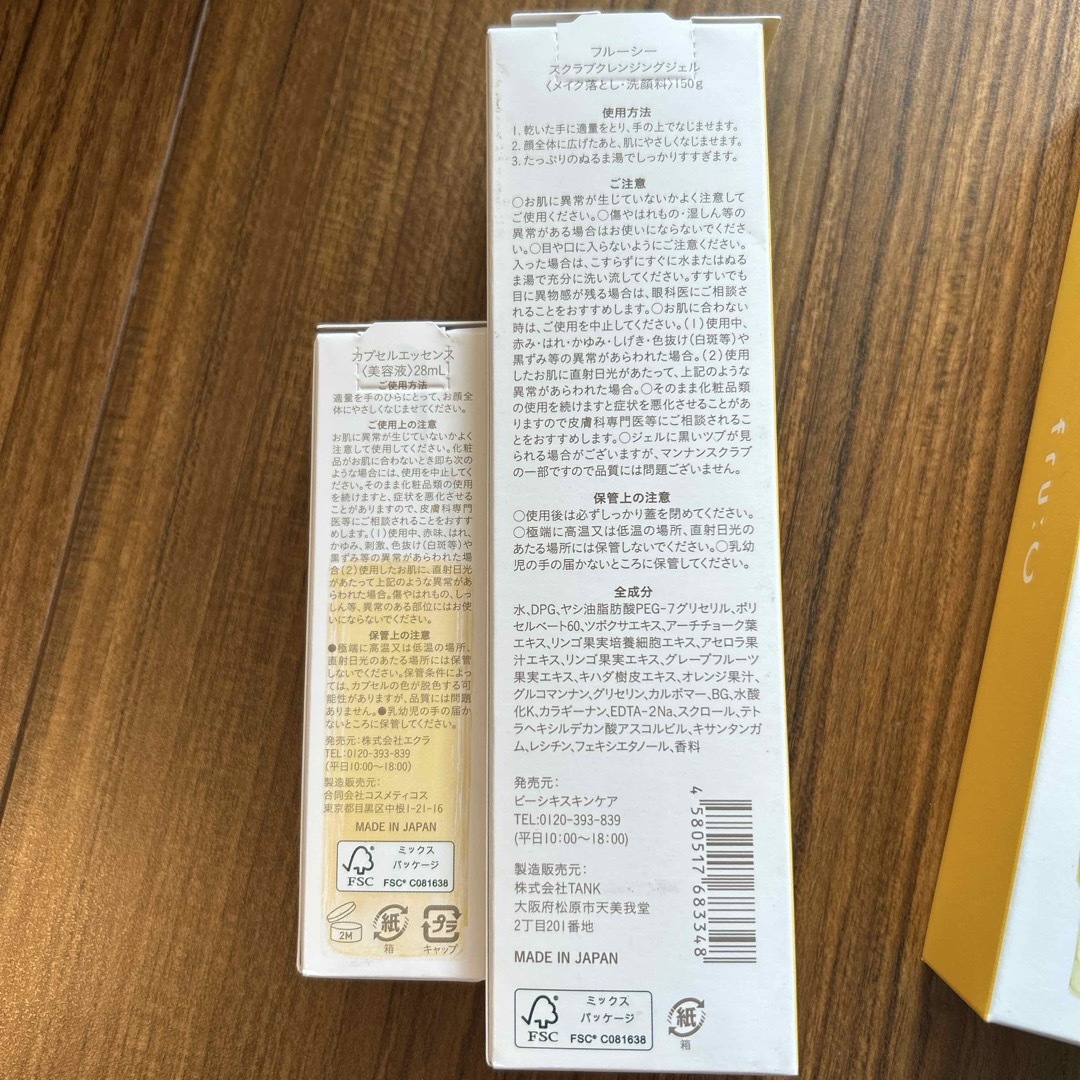 カプセルエッセンス
〈美容液〉28mL
ご使用方法
適量を手のひらにとって、お顔全
体にやさしくなじませてください。
ご使用上の注意
お肌に異常が生じていないかよく
注意して使用してください。化粧
品がお肌に合わないとき即ち次の
ような場合には、使用を中止してく
ださい。そのまま化粧品類の使用
を続けますと、症状を悪化させる
ことがありますので、皮膚科専門
医等にご相談されることをおすす
めします。(1)使用中、赤味、はれ、
かゆみ、刺激、色抜け(白斑等)や
黒ずみ等の異常があらわれた場
合(2)使用したお肌に、直射日光
があたって上記のような異常が
あらわれた場合。傷やはれもの、しっ
しん等、異常のある部位にはお使
いにならないでください。
保管上の注意
●極端に高温又は低温の場所、
直射日光のあたる場所には保管
しないでください。保管条件によっ
ては、カプセルの色が脱色する可
能性がありますが、品質には問題
ありません。●乳幼児の手の届か
ないところに保管してください。
発売元:株式会社エクラ
TEL:0120-393-839
(平日10:00〜18:00)
製造販売元:
合同会社コスメティコス
東京都目黒区中根1-21-16
MADE IN JAPAN
FSC
ミックス
パッケージ
FSC® C081638
2M
紙
箱
プラ
キャップ
フルーシー
スクラブクレンジングジェル
〈メイク落とし・洗顔料〉150g
使用方法
1. 乾いた手に適量をとり、手の上でなじませます。
2. 顔全体に広げたあと、肌にやさしくなじませます。
3. たっぷりのぬるま湯でしっかりすすぎます。
ご注意
○お肌に異常が生じていないかよく注意して
ご使用ください。○傷やはれもの・湿しん等の
異常がある場合はお使いにならないでくださ
い。○目や口に入らないようにご注意ください。
入った場合は、こすらずにすぐに水またはぬる
ま湯で充分に洗い流してください。すすいでも
目に異物感が残る場合は、眼科医にご相談さ
れることをおすすめします。○お肌に合わない
時は、ご使用を中止してください。(1)使用中、
赤み・はれ・かゆみ・しげき・色抜け(白斑等)や
黒ずみ等の異常があらわれた場合。(2)使用
したお肌に直射日光があたって、上記のような
異常があらわれた場合。○そのまま化粧品類
の使用を続けますと症状を悪化させることがあ
りますので皮膚科専門医等にご相談されるこ
とをおすすめします。○ジェルに黒いツブが見
られる場合がございますが、マンナンスクラブ
の一部ですので品質には問題ございません。
保管上の注意
○使用後は必ずしっかり蓋を閉めてください。
○極端に高温又は低温の場所、直射日光の
あたる場所には保管しないでください。○乳幼
児の手の届かないところに保管してください。
全成分
水、DPG、ヤシ油脂肪酸PEG-7グリセリル、ポリ
ソルベート60、ツボクサエキス、アーチチョーク葉
エキス、リンゴ果実培養細胞エキス、アセロラ果
汁エキス、リンゴ果実エキス、グレープフルーツ
果実エキス、キハダ樹皮エキス、オレンジ果汁、
グルコマンナン、グリセリン、カルボマー、BG、水酸
化K、カラギーナン、EDTA-2Na、スクロール、テト
ラヘキシルデカン酸アスコルビル、キサンタンガ
ム、レシチン、フェキシエタノール、香料
発売元:
ビーシキスキンケア
TEL:0120-393-839
(平日10:00〜18:00)
製造販売元:
株式会社TANK
大阪府松原市天美我堂
2丁目201番地
MADE IN JAPAN
4 580517 683348
FSC
ミックス
パッケージ
FSC® C081638
紙
箱
fru:C